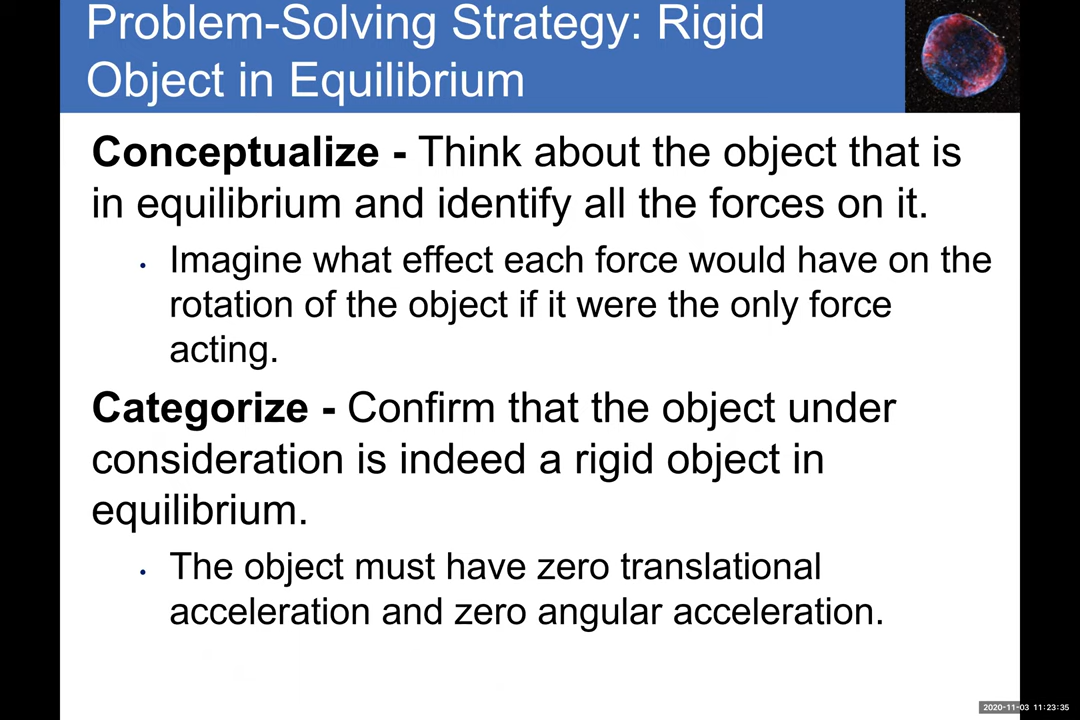 Problem-Solving Strategy: Rigid
Object in Equilibrium
Conceptualize - Think about the object that is
in equilibrium and identify all the forces on it.
• Imagine what effect each force would have on the
rotation of the object if it were the only force
acting.
Categorize - Confirm that the object under
consideration is indeed a rigid object in
equilibrium.
• The object must have zero translational
acceleration and zero angular acceleration.
2020-11-03 11:23:35